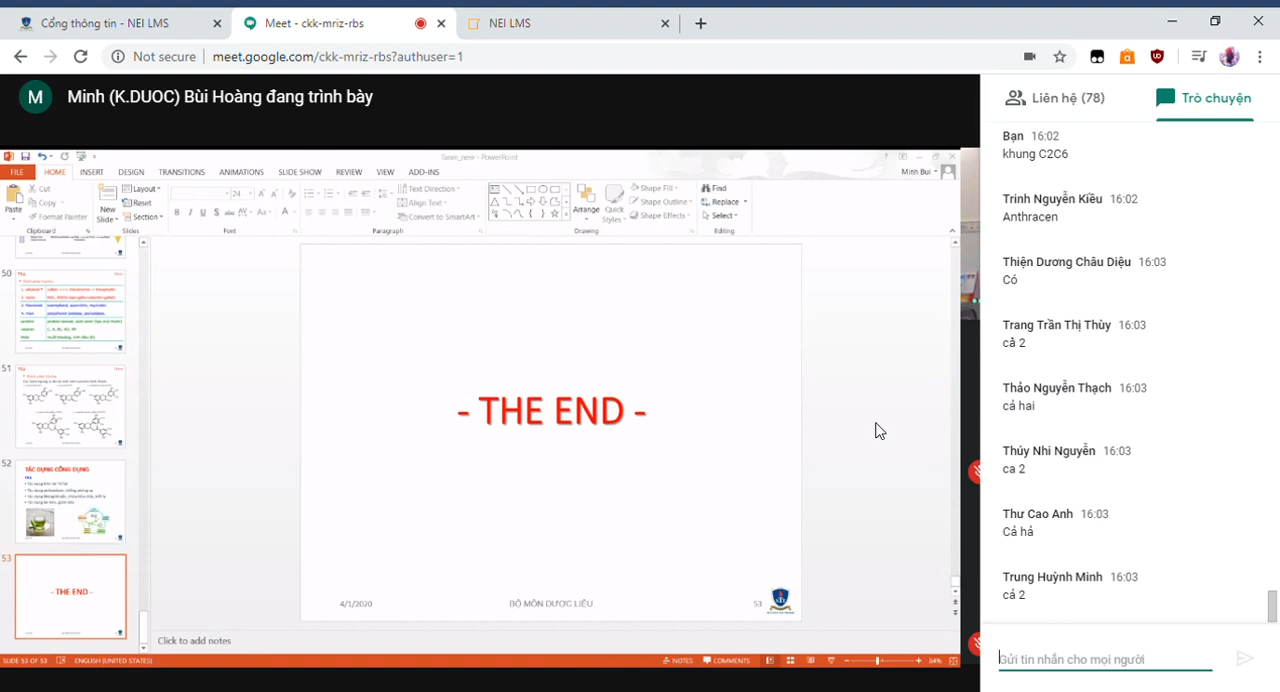 Cổng thông tin - NEI LMS
Meet - ckk-mriz-rbs
NEI LMS
Not secure
meet.google.com/ckk-mriz-rbs?authuser=1
M
Minh (K.DUOC) Bùi Hoàng đang trình bày
Liên hệ (78)
Trò chuyện
Tanin_new - PowerPoint
FILE
HOME
INSERT
DESIGN
TRANSITIONS
ANIMATIONS
SLIDE SHOW
REVIEW
VIEW
ADD-INS
Minh Bui
Paste
Cut
Copy
Format Painter
Clipboard
New
Slide
Layout
Reset
Section
Slides
24
Font
Text Direction
Align Text
Convert to SmartArt
Paragraph
Arrange
Quick
Styles
Shape Fill
Shape Outline
Shape Effects
Drawing
Find
Replace
Select
Editing
50
51
52
TÁC DỤNG CÔNG DỤNG
53
- THE END -
- THE END -
4/1/2020
BỘ MÔN DƯỢC LIỆU
53
Click to add notes
SLIDE 53 OF 53
ENGLISH (UNITED STATES)
NOTES
COMMENTS
84%
Bạn 16:02
khung C2C6
Trinh Nguyễn Kiều 16:02
Anthracen
Thiện Dương Châu Diệu 16:03
Có
Trang Trần Thị Thùy 16:03
cả 2
Thảo Nguyễn Thạch 16:03
cả hai
Thúy Nhi Nguyễn 16:03
ca 2
Thư Cao Anh 16:03
Cả hả
Trung Huỳnh Minh 16:03
cả 2
Gửi tin nhắn cho mọi người